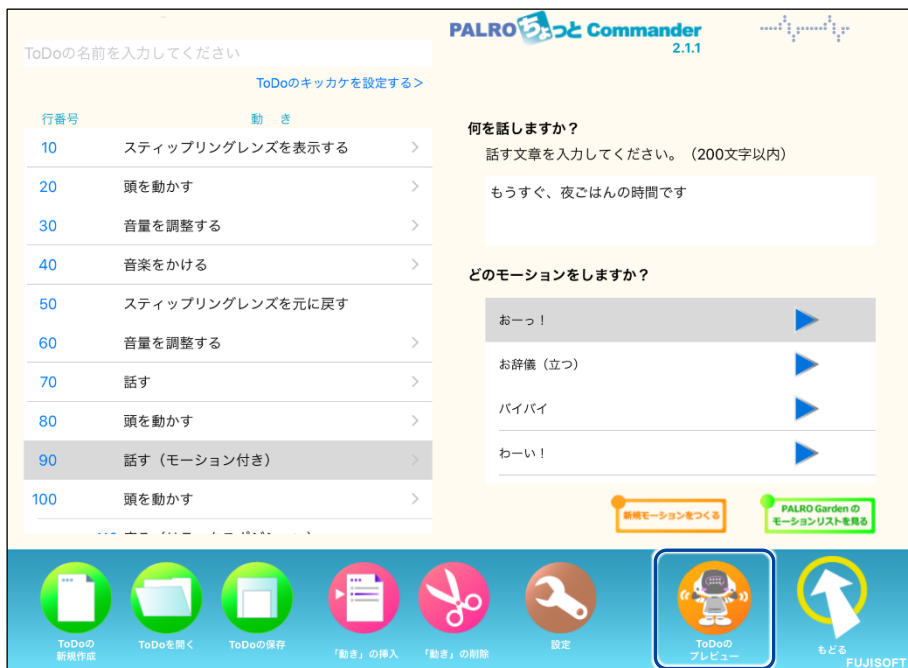 PALRO ちょっと Commander
2.1.1
ToDoの名前を入力してください
ToDoのキッカケを設定する>
行番号 動 き
10 スティップリングレンズを表示する
20 頭を動かす
30 音量を調整する
40 音楽をかける
50 スティップリングレンズを元に戻す
60 音量を調整する
70 話す
80 頭を動かす
90 話す（モーション付き）
100 頭を動かす
何を話しますか？
話す文章を入力してください。（200文字以内）
もうすぐ、夜ごはんの時間です
どのモーションをしますか？
おーっ！
お辞儀（立つ）
バイバイ
わーい！
新規モーションをつくる
PALRO Garden の
モーションリストを見る
ToDoの
新規作成
ToDoを開く
ToDoの保存
「動き」の挿入
「動き」の削除
設定
ToDoの
プレビュー
もどる
FUJISOFT